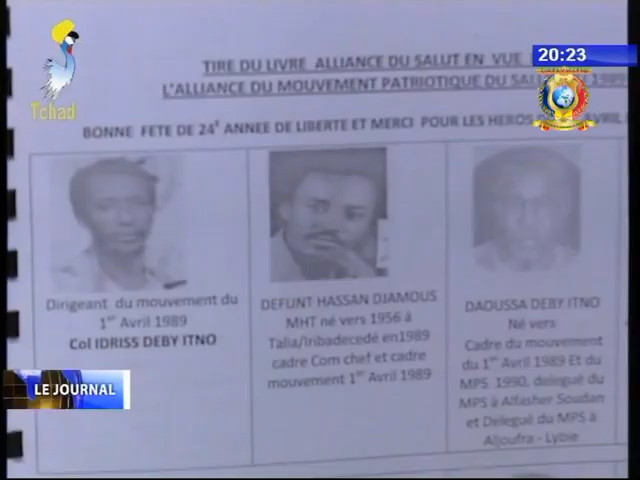 20:23
Tchad
TIRE DU LIVRE ALLIANCE DU SALUT EN VUE
L'ALLIANCE DU MOUVEMENT PATRIOTIQUE DU 1989
BONNE FETE DE 24ᵉ ANNEE DE LIBERTE ET MERCI POUR LES HEROS AVRIL
Dirigeant du mouvement du
1ᵉʳ Avril 1989
Col IDRISS DEBY ITNO
DEFUNT HASSAN DJAMOUS
MHT né vers 1956 à
Talia/Iribadecedé en1989
cadre Com chef et cadre
mouvement 1ᵉʳ Avril 1989
DAOUSSA DEBY ITNO
Né vers
Cadre du mouvement
du 1ᵉʳ Avril 1989 Et du
MPS 1990, delegué du
MPS à Alfasher Soudan
et Delegué du MPS à
Aljoufra - Lybie
LE JOURNAL